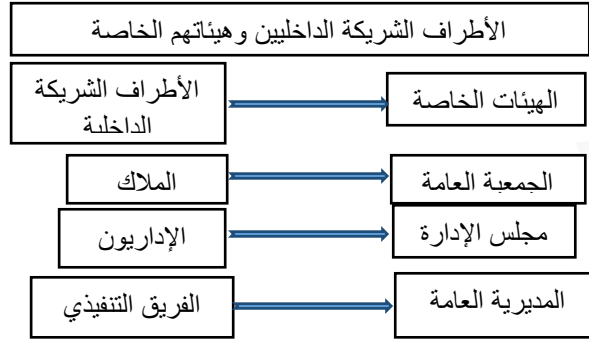 الأطراف الشريكة الداخليين وهيئاتهم الخاصة
الهيئات الخاصة
الأطراف الشريكة
الداخلية
الجمعية العامة
الملاك
مجلس الإدارة
الإداريون
المديرية العامة
الفريق التنفيذي